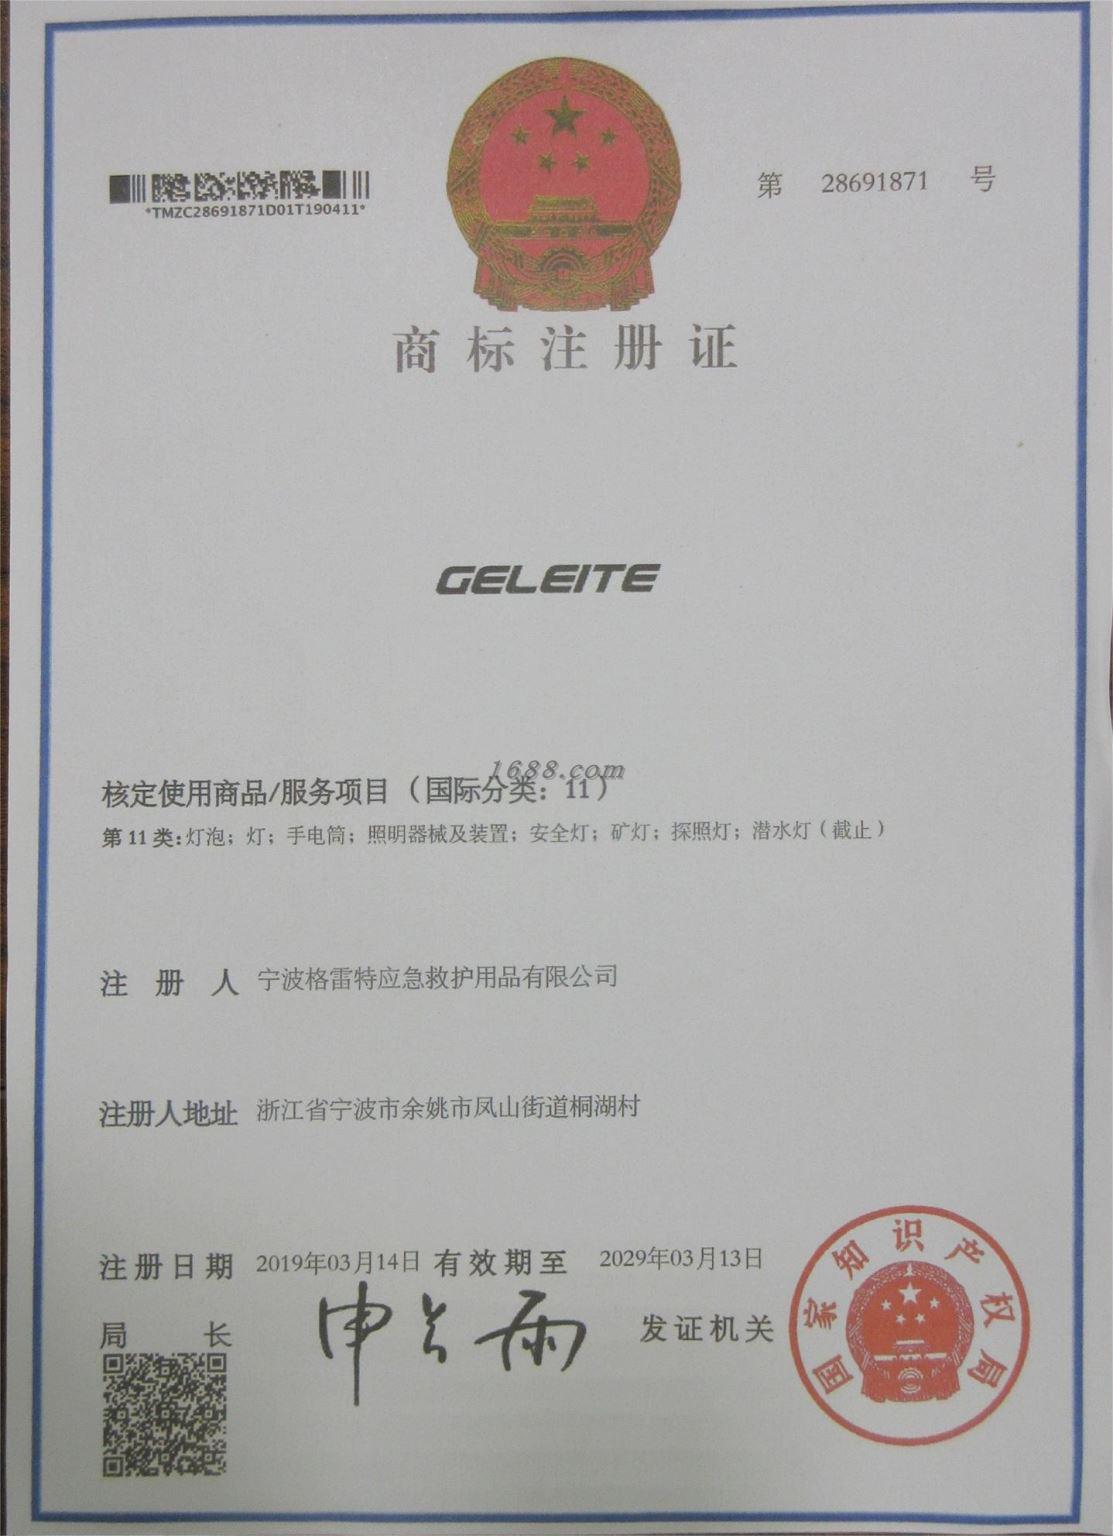 第 28691871 号
*TMZC28691871D01T190411*
商标注册证
GELEITE
1688.com
核定使用商品/服务项目（国际分类：11）
第 11 类:灯泡；灯；手电筒；照明器械及装置；安全灯；矿灯；探照灯；潜水灯（截止）
注 册 人 宁波格雷特应急救护用品有限公司
注册人地址 浙江省宁波市余姚市凤山街道桐湖村
注册日期 2019年03月14日 有效期至 2029年03月13日
局 长 申长雨 发证机关
国家知识产权局